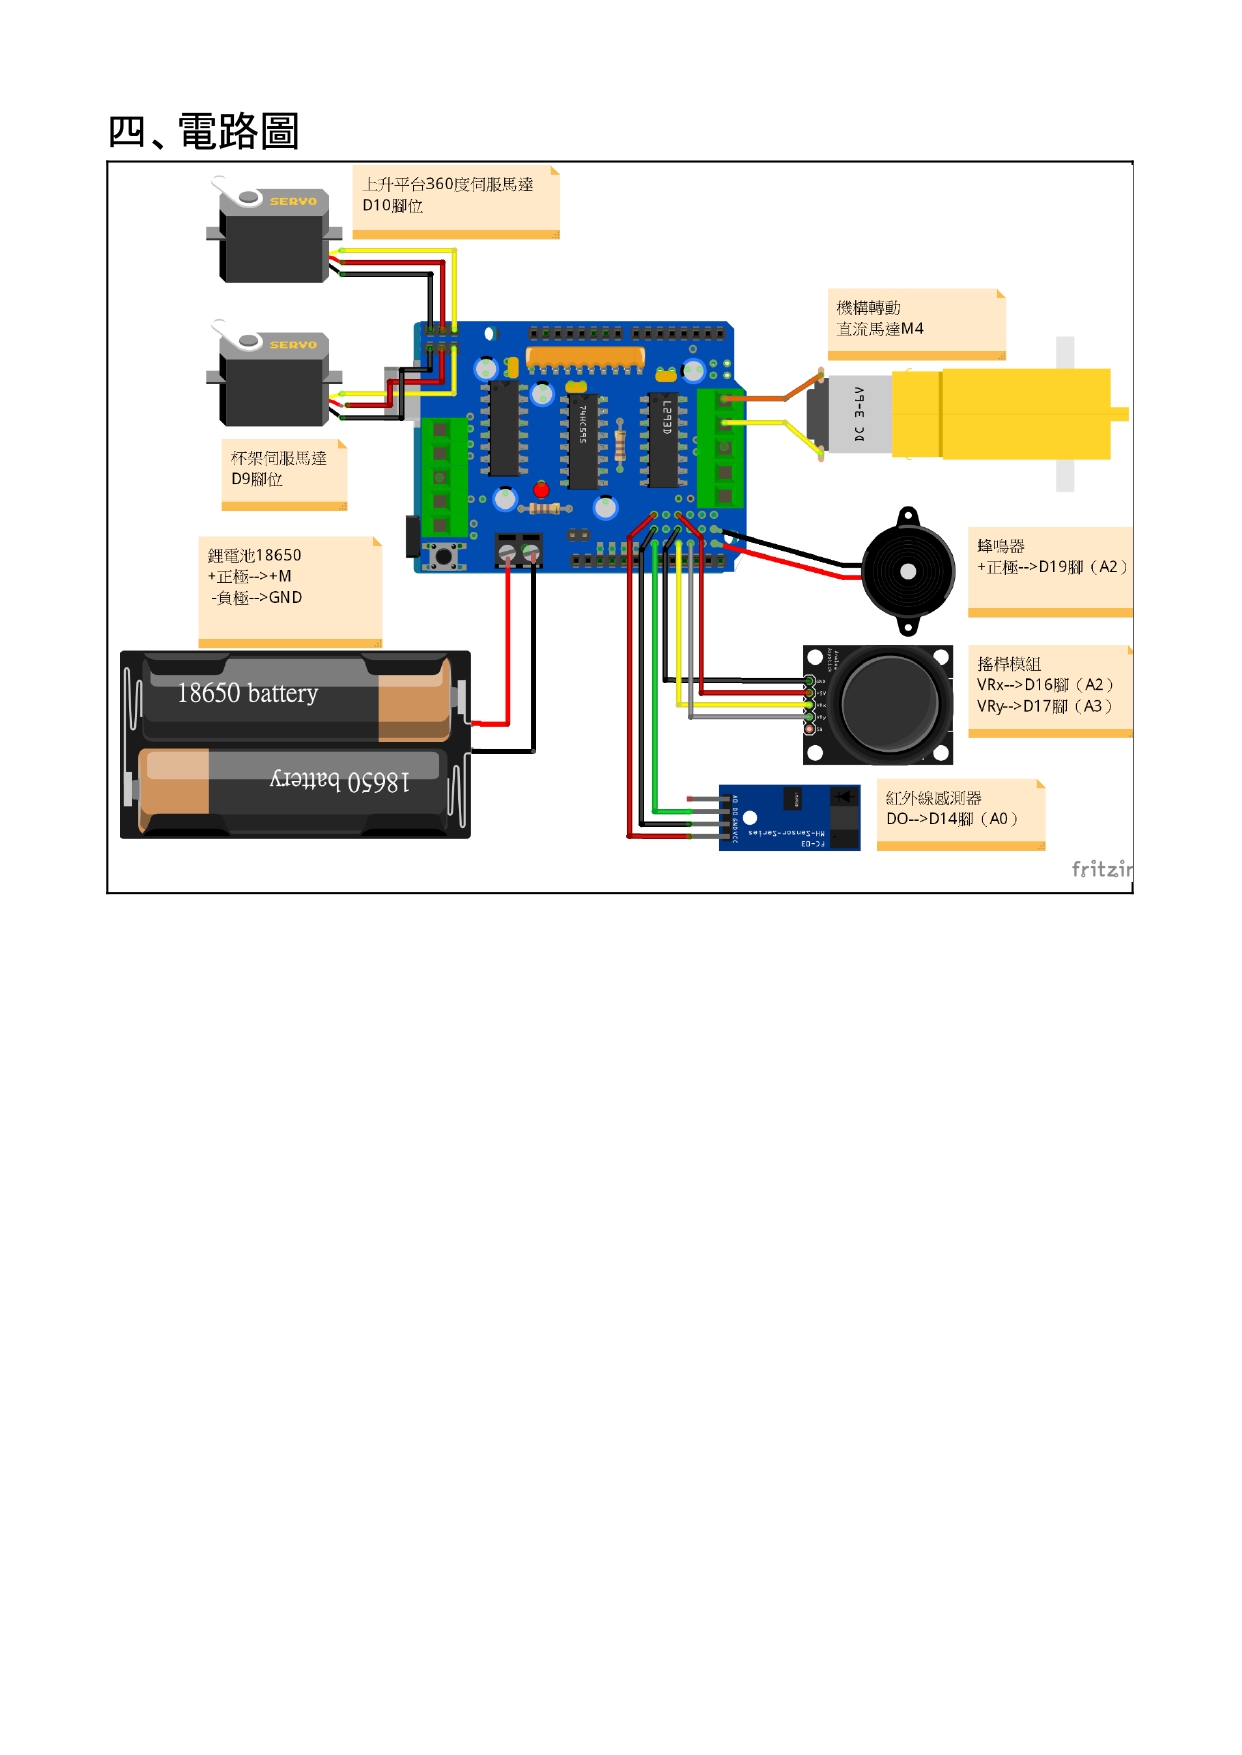 四、電路圖
SERVO
上升平台360度伺服馬達
D10腳位
SERVO
機構轉動
直流馬達M4
DC 3-6V
74HC595
L293D
杯架伺服馬達
D9腳位
鋰電池18650
+正極-->+M
-負極-->GND
蜂鳴器
+正極-->D19腳（A2）
18650 battery
18650 battery
搖桿模組
VRx-->D16腳（A2）
VRy-->D17腳（A3）
紅外線感測器
DO-->D14腳（A0）
AO DO GND VCC
MH-Sensor-Series
FC-03
fritzin